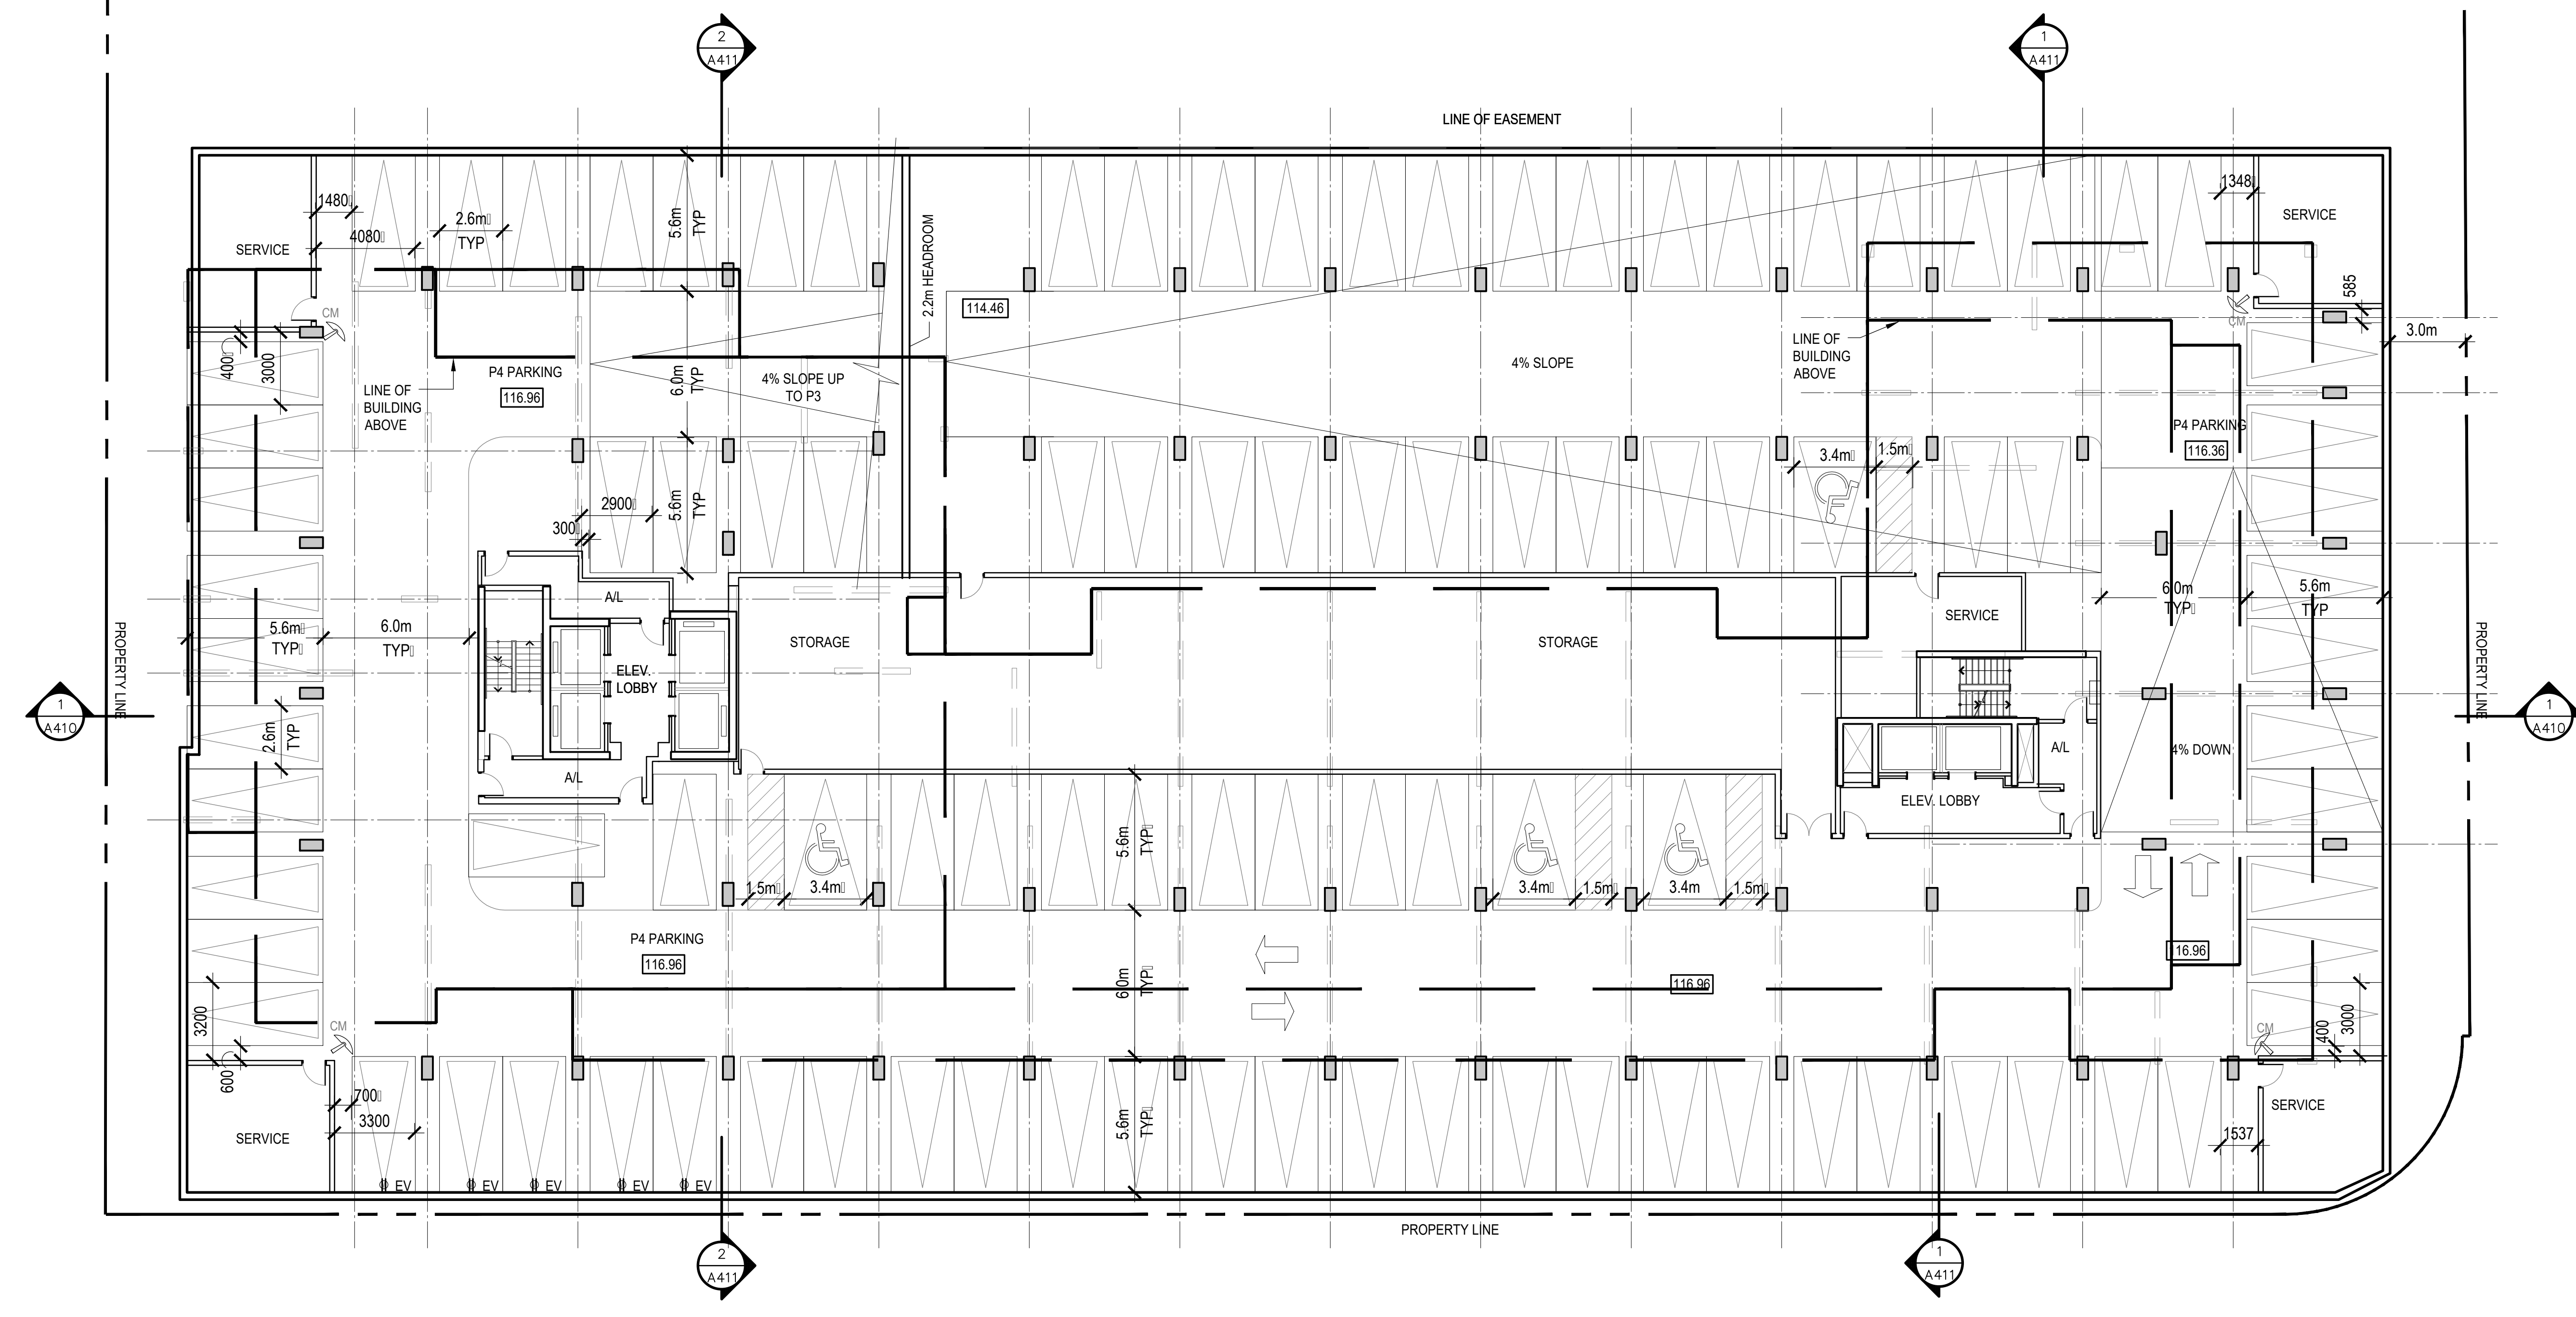 2
A411
1
A411
LINE OF EASEMENT
1480
4080
2.6m
TYP
5.6m
TYP
2.2m HEADROOM
1348
SERVICE
SERVICE
CM
114.46
585
CM
3.0m
400
3000
LINE OF
BUILDING
ABOVE
P4 PARKING
116.96
6.0m
TYP
4% SLOPE UP
TO P3
4% SLOPE
LINE OF
BUILDING
ABOVE
P4 PARKING
116.36
3.4m
1.5m
2900
300
5.6m
TYP
A/L
6.0m
TYP
5.6m
TYP
SERVICE
PROPERTY LINE
5.6m
TYP
6.0m
TYP
STORAGE
STORAGE
PROPERTY LINE
ELEV.
LOBBY
1
A410
1
A410
2.6m
TYP
A/L
4% DOWN
A/L
ELEV. LOBBY
5.6m
TYP
1.5m
3.4m
3.4m
1.5m
3.4m
1.5m
P4 PARKING
116.96
116.96
6.0m
TYP
116.96
3200
CM
600
CM
400
3000
700
3300
5.6m
TYP
SERVICE
SERVICE
1537
EV
EV
EV
EV
EV
PROPERTY LINE
2
A411
1
A411